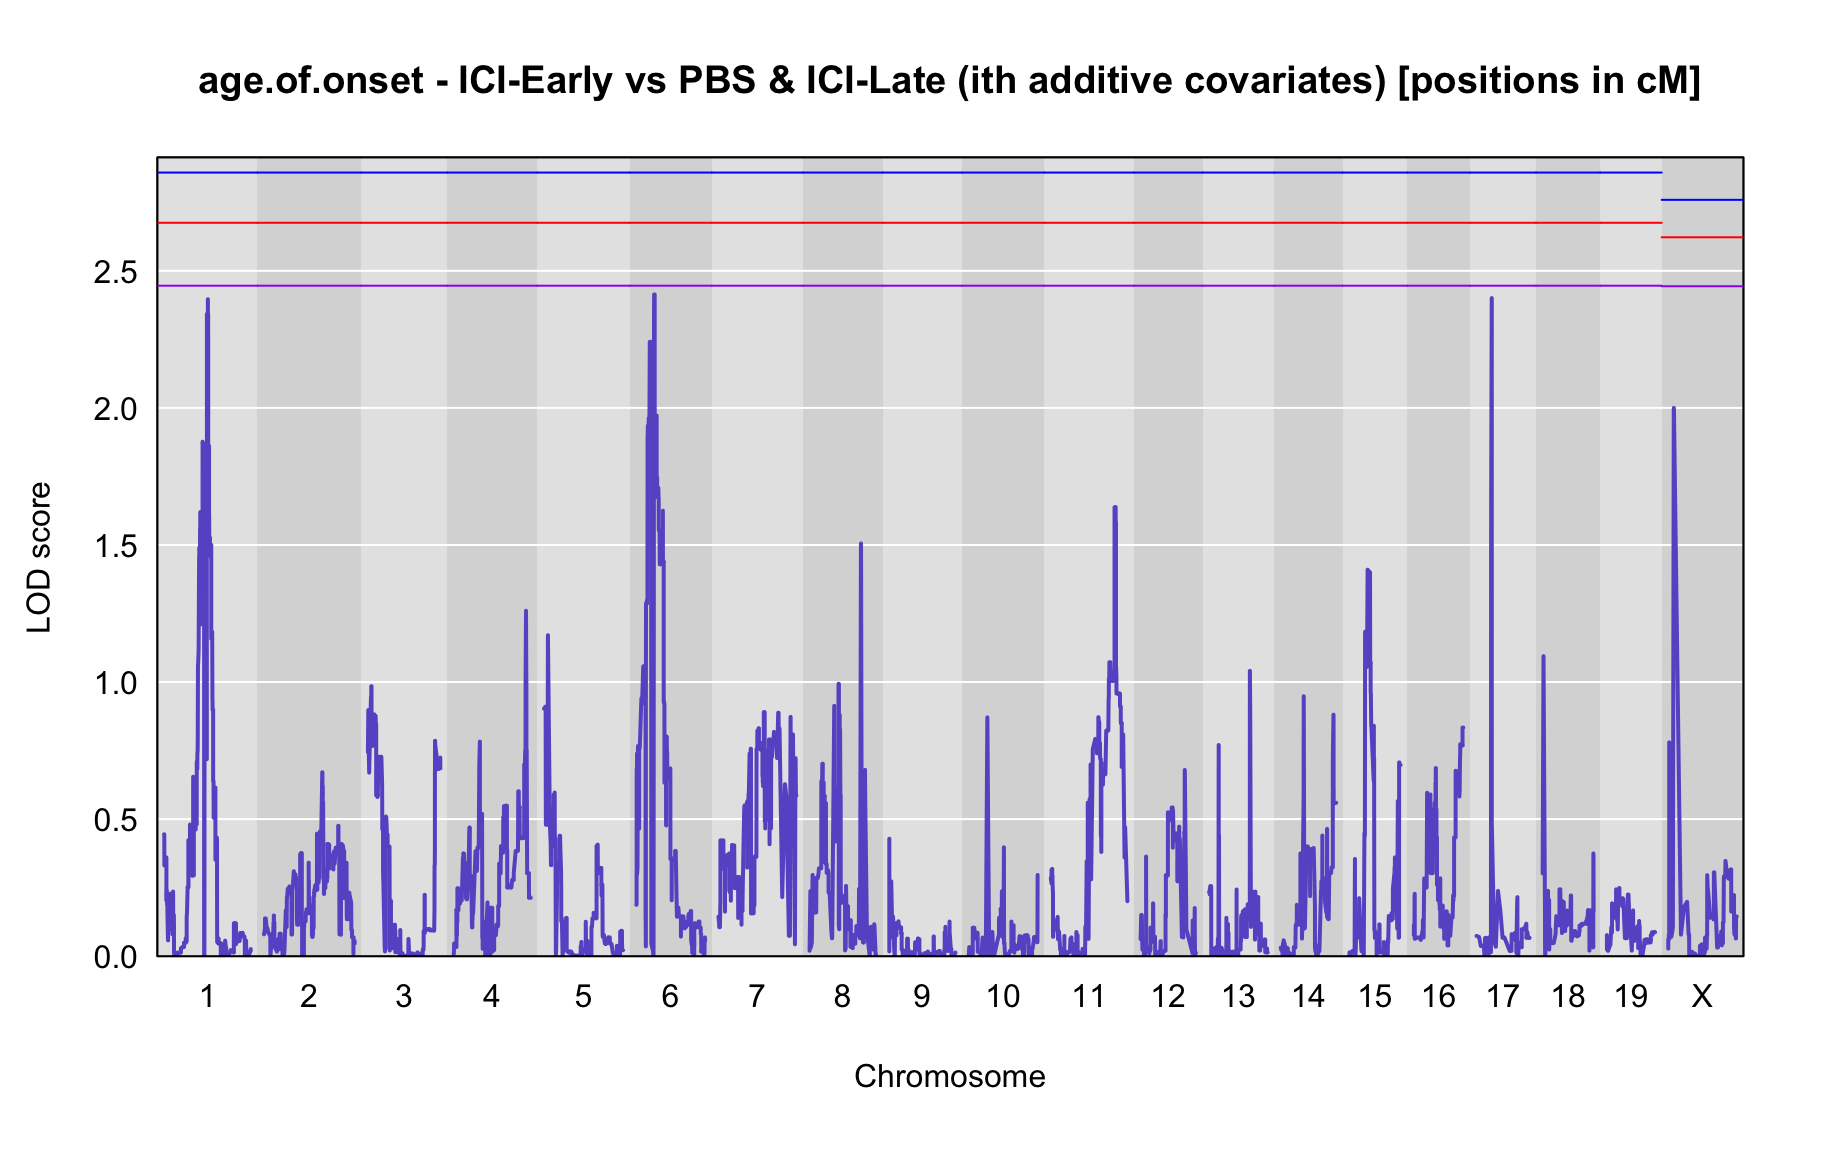 age.of.onset - ICI-Early vs PBS & ICI-Late (ith additive covariates) [positions in cM]
2.5
2.0
1.5
1.0
0.5
0.0
LOD score
1 2 3 4 5 6 7 8 9 10 11 12 13 14 15 16 17 18 19 X
Chromosome